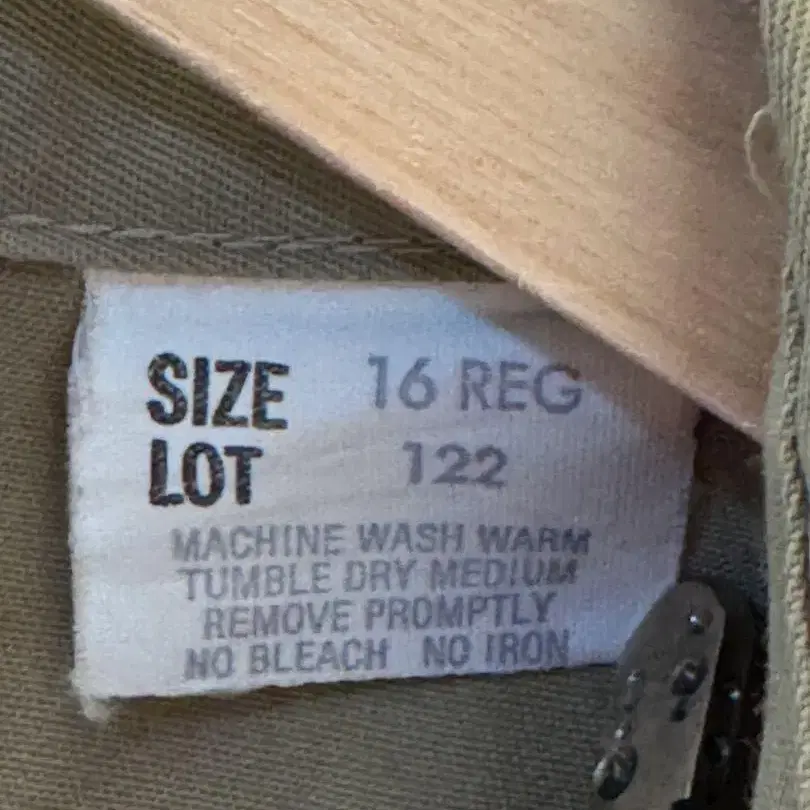 SIZE 16 REG
LOT 122
MACHINE WASH WARM
TUMBLE DRY MEDIUM
REMOVE PROMPTLY
NO BLEACH NO IRON